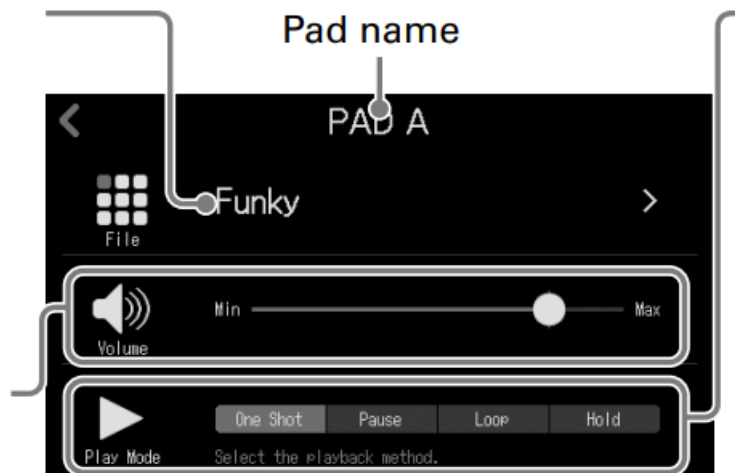 Pad name
PAD A
Funky
File
Min Max
Volume
One Shot Pause Loop Hold
Play Mode Select the playback method.